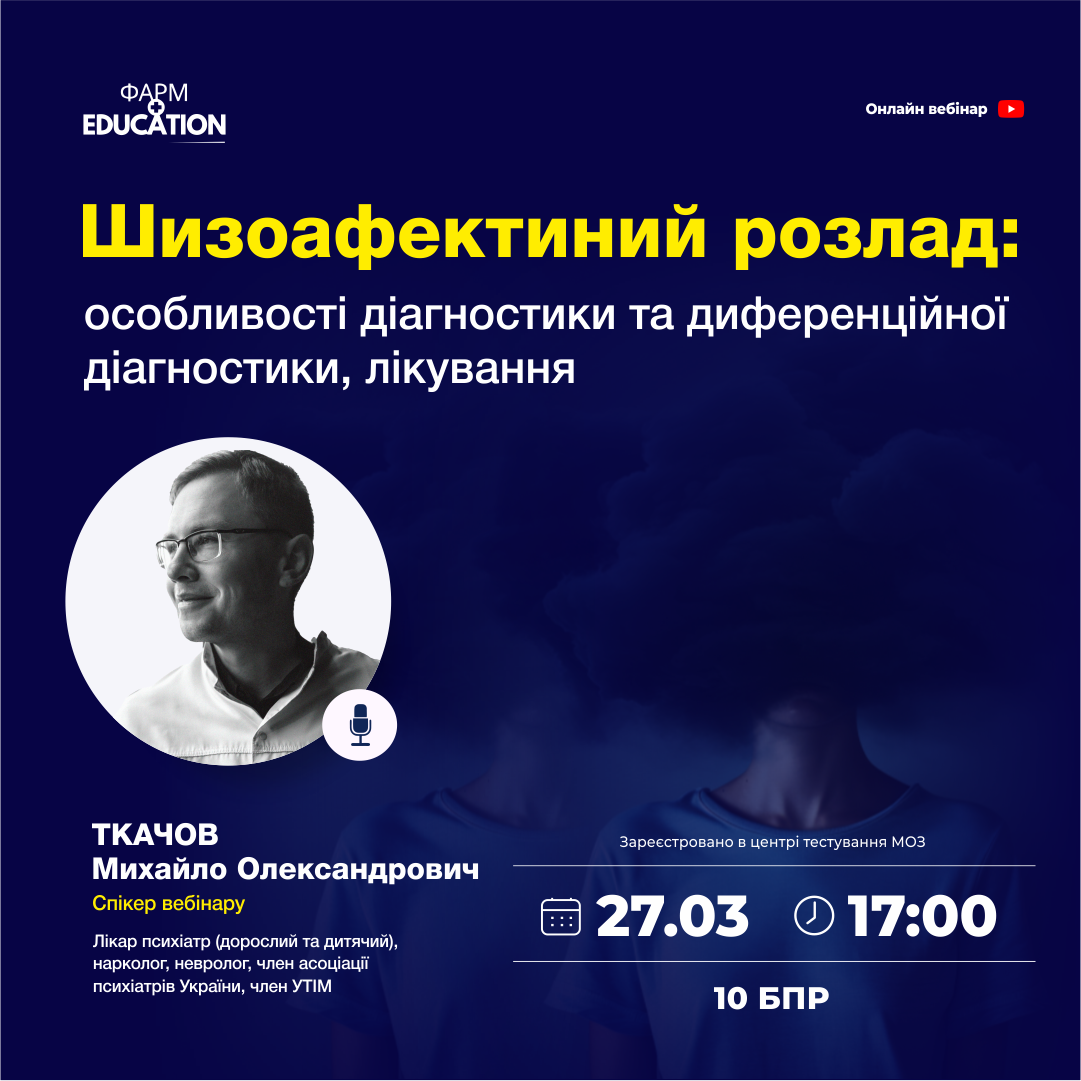 ФАРМ
EDUCATION
Онлайн вебінар
Шизоафектиний розлад:
особливості діагностики та диференційної
діагностики, лікування
ТКАЧОВ
Михайло Олександрович
Спікер вебінару
Лікар психіатр (дорослий та дитячий),
нарколог, невролог, член асоціації
психіатрів України, член УТІМ
Зареєстровано в центрі тестування МОЗ
27.03 17:00
10 БПР